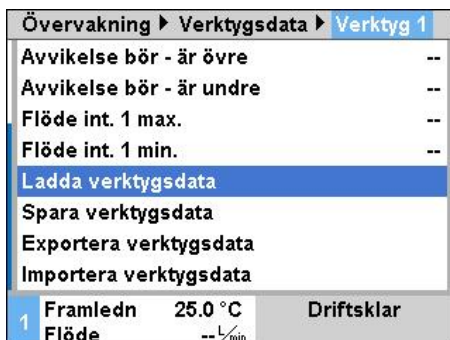 Övervakning ▶ Verktygsdata ▶ Verktyg 1
Avvikelse bör - är övre --
Avvikelse bör - är undre --
Flöde int. 1 max. --
Flöde int. 1 min. --
Ladda verktygsdata
Spara verktygsdata
Exportera verktygsdata
Importera verktygsdata
1 Framledn 25.0 °C Driftsklar
Flöde -- L/min